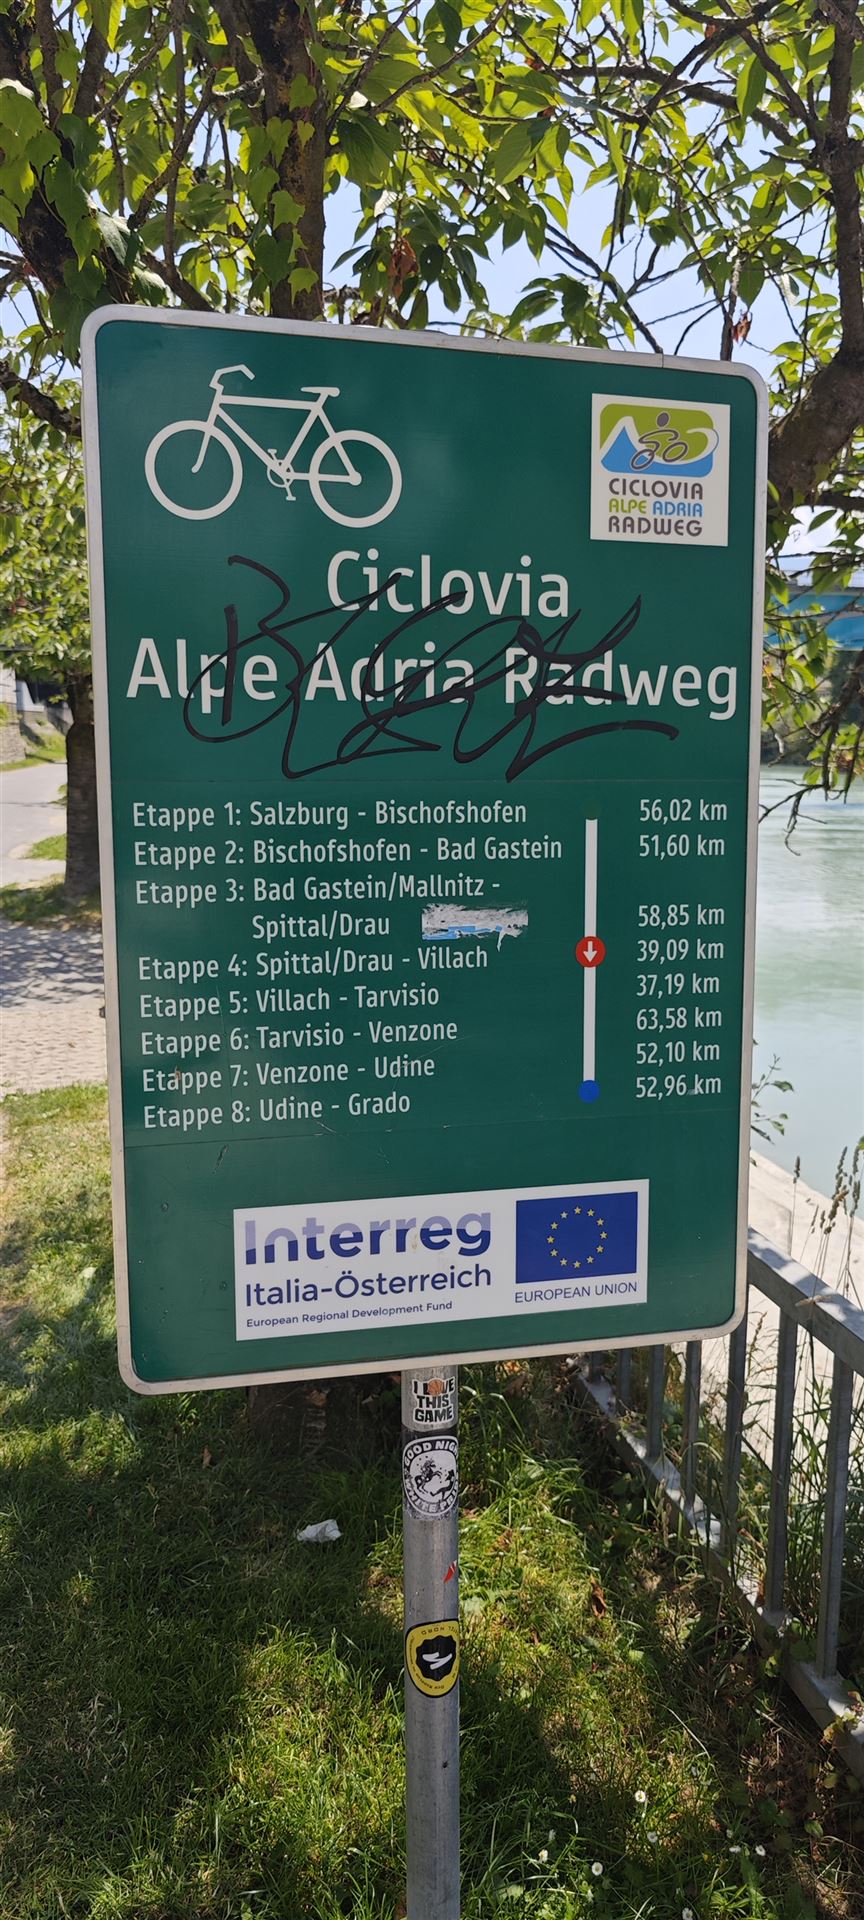 CICLOVIA
ALPE ADRIA
RADWEG
Ciclovia
Alpe Adria Radweg
Etappe 1: Salzburg - Bischofshofen 56,02 km
Etappe 2: Bischofshofen - Bad Gastein 51,60 km
Etappe 3: Bad Gastein/Mallnitz -
Spittal/Drau 58,85 km
Etappe 4: Spittal/Drau - Villach 39,09 km
Etappe 5: Villach - Tarvisio 37,19 km
Etappe 6: Tarvisio - Venzone 63,58 km
Etappe 7: Venzone - Udine 52,10 km
Etappe 8: Udine - Grado 52,96 km
Interreg
Italia-Österreich
European Regional Development Fund
EUROPEAN UNION
I LOVE
THIS
GAME
GOOD